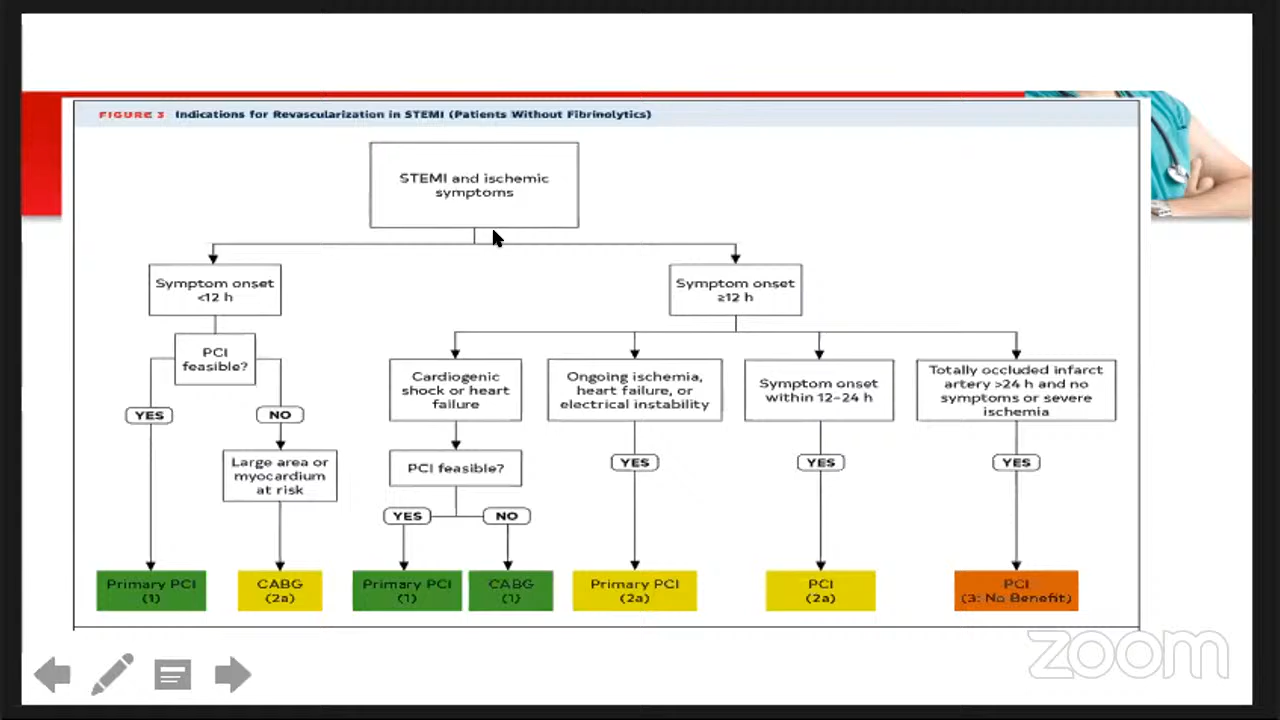 FIGURE 3 Indications for Revascularization in STEMI (Patients Without Fibrinolytics)
STEMI and ischemic
symptoms
Symptom onset
<12 h
Symptom onset
≥12 h
PCI
feasible?
YES
NO
Large area or
myocardium
at risk
Cardiogenic
shock or heart
failure
PCI feasible?
YES
NO
Ongoing ischemia,
heart failure, or
electrical instability
YES
Symptom onset
within 12-24 h
YES
Totally occluded infarct
artery >24 h and no
symptoms or severe
ischemia
YES
Primary PCI
(1)
CABG
(2a)
Primary PCI
(1)
CABG
(1)
Primary PCI
(2a)
PCI
(2a)
PCI
(3: No Benefit)
zoom